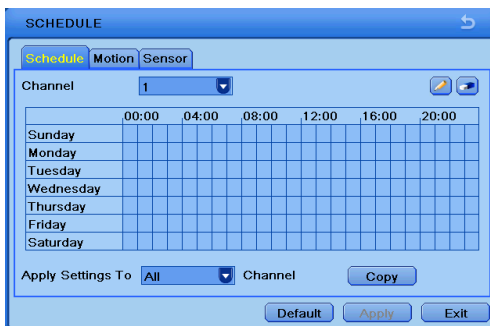 SCHEDULE
Schedule Motion Sensor
Channel 1
00:00 04:00 08:00 12:00 16:00 20:00
Sunday
Monday
Tuesday
Wednesday
Thursday
Friday
Saturday
Apply Settings To All Channel Copy
Default Apply Exit